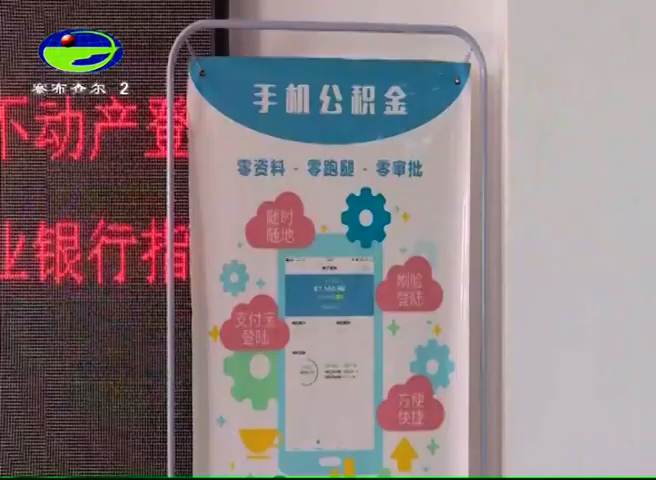 赛布齐尔 2
不动产登
业银行指
手机公积金
零资料 - 零跑腿 - 零审批
随时
随地
刷脸
登陆
支付宝
登陆
方便
快捷